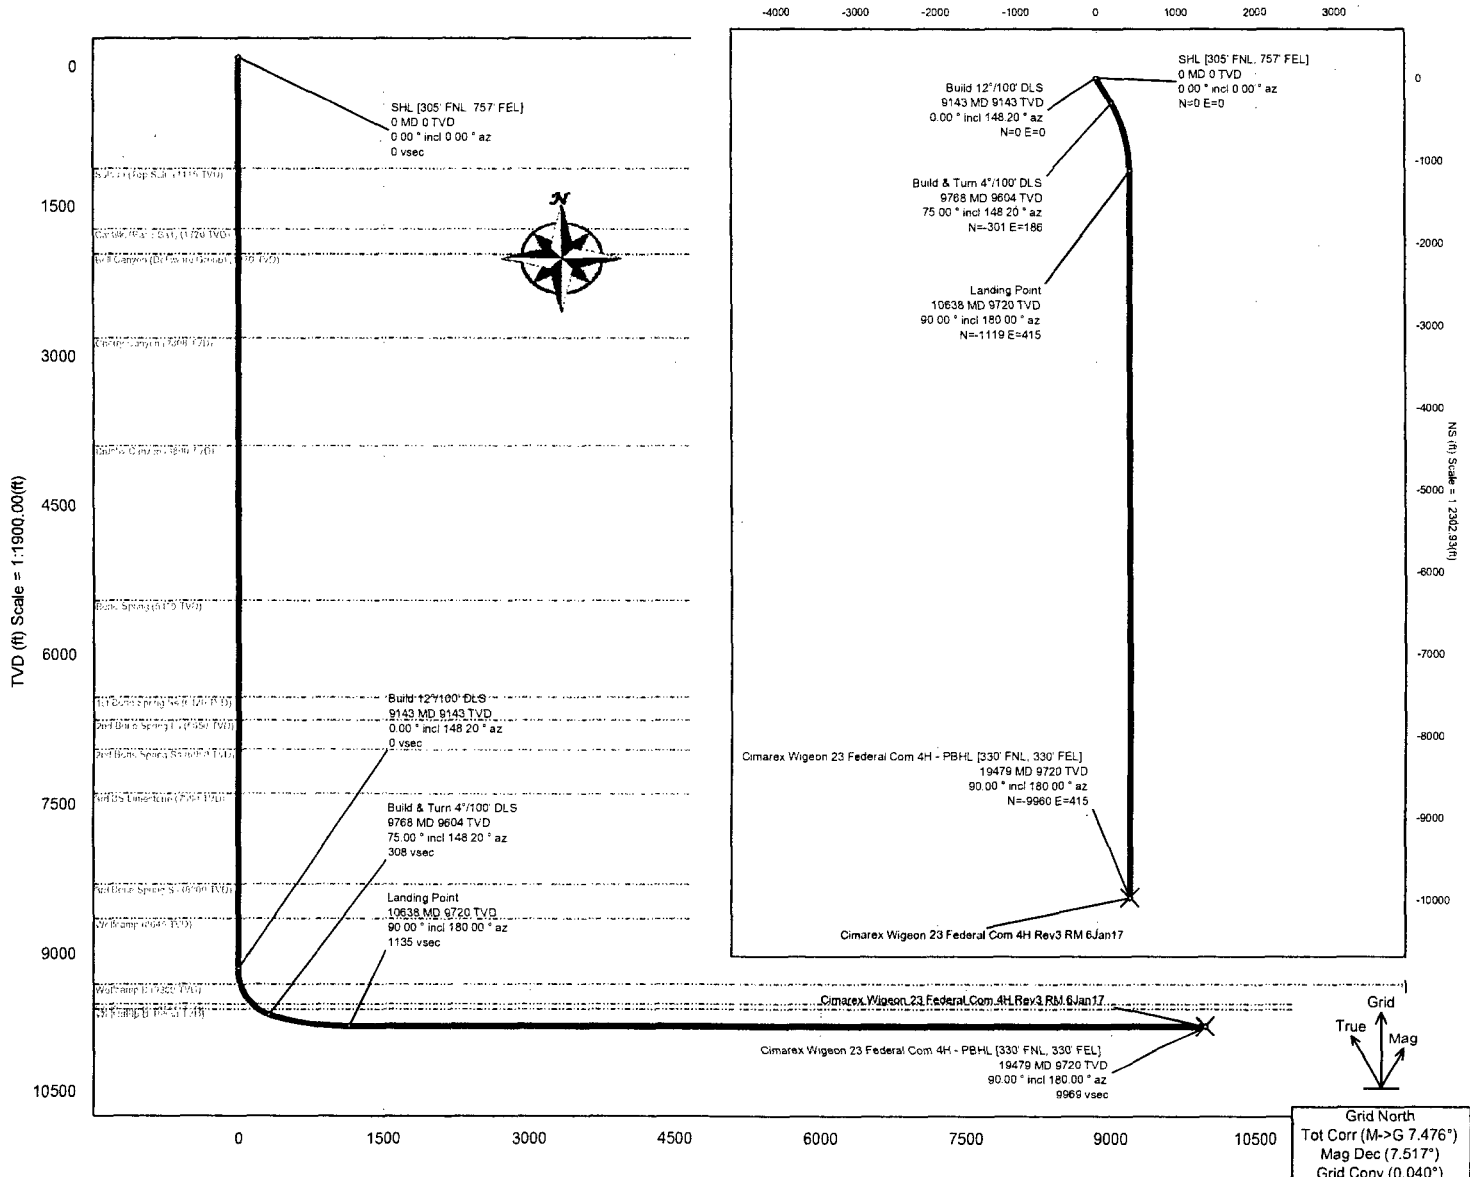 -4000 -3000 -2000 -1000 0 1000 2000 3000
0
1500
3000
4500
6000
7500
9000
10500
TVD (ft) Scale = 1:1900.00(ft)
SHL [305' FNL 757' FEL]
0 MD 0 TVD
0.00 ° incl 0.00 ° az
0 vsec
N
Build 12°/100' DLS
9143 MD 9143 TVD
0.00 ° incl 148 20 ° az
0 vsec
Build & Turn 4°/100' DLS
9768 MD 9604 TVD
75.00 ° incl 148.20 ° az
308 vsec
Landing Point
10638 MD 9720 TVD
90 00 ° incl 180 00 ° az
1135 vsec
Cimarex Wigeon 23 Federal Com 4H Rev3 RM 6Jan17
Cimarex Wigeon 23 Federal Com 4H - PBHL [330' FNL, 330' FEL]
19479 MD 9720 TVD
90.00 ° incl 180.00 ° az
9969 vsec
0 1500 3000 4500 6000 7500 9000 10500
SHL [305' FNL, 757' FEL]
0 MD 0 TVD
0.00 ° incl 0.00 ° az
N=0 E=0
Build 12°/100' DLS
9143 MD 9143 TVD
0.00 ° incl 148.20 ° az
N=0 E=0
Build & Turn 4°/100' DLS
9768 MD 9604 TVD
75 00 ° incl 148 20 ° az
N=-301 E=186
Landing Point
10638 MD 9720 TVD
90 00 ° incl 180 00 ° az
N=-1119 E=415
Cimarex Wigeon 23 Federal Com 4H - PBHL [330' FNL, 330' FEL]
19479 MD 9720 TVD
90.00 ° incl 180 00 ° az
N=-9960 E=415
Cimarex Wigeon 23 Federal Com 4H Rev3 RM 6Jan17
0
-1000
-2000
-3000
-4000
-5000
-6000
-7000
-8000
-9000
-10000
NS (ft) Scale = 1 2302.93(ft)
Grid
True
Mag
Grid North
Tot Corr (M->G 7.476°)
Mag Dec (7.517°)
Grid Conv (0.040°)